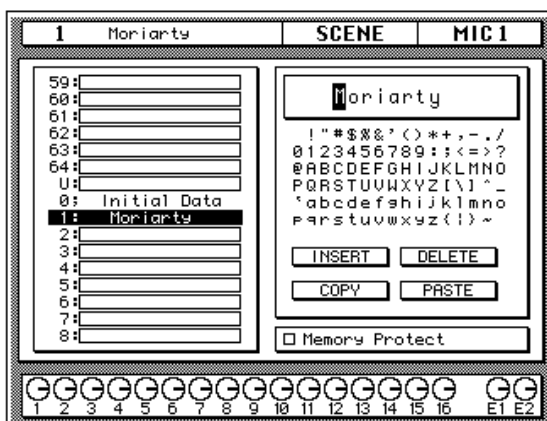 1 Moriarty SCENE MIC 1
59:
60:
61:
62:
63:
64:
U:
0; Initial Data
1: Moriarty
2:
3:
4:
5:
6:
7:
8:
Moriarty
!"#$%&'()*+,-./
0123456789:;<=>?
@ABCDEFGHIJKLMNO
PQRSTUVWXYZ[\]^_
`abcdefghijklmno
pqrstuvwxyz{|}~
INSERT DELETE
COPY PASTE
Memory Protect
1 2 3 4 5 6 7 8 9 10 11 12 13 14 15 16 E1 E2